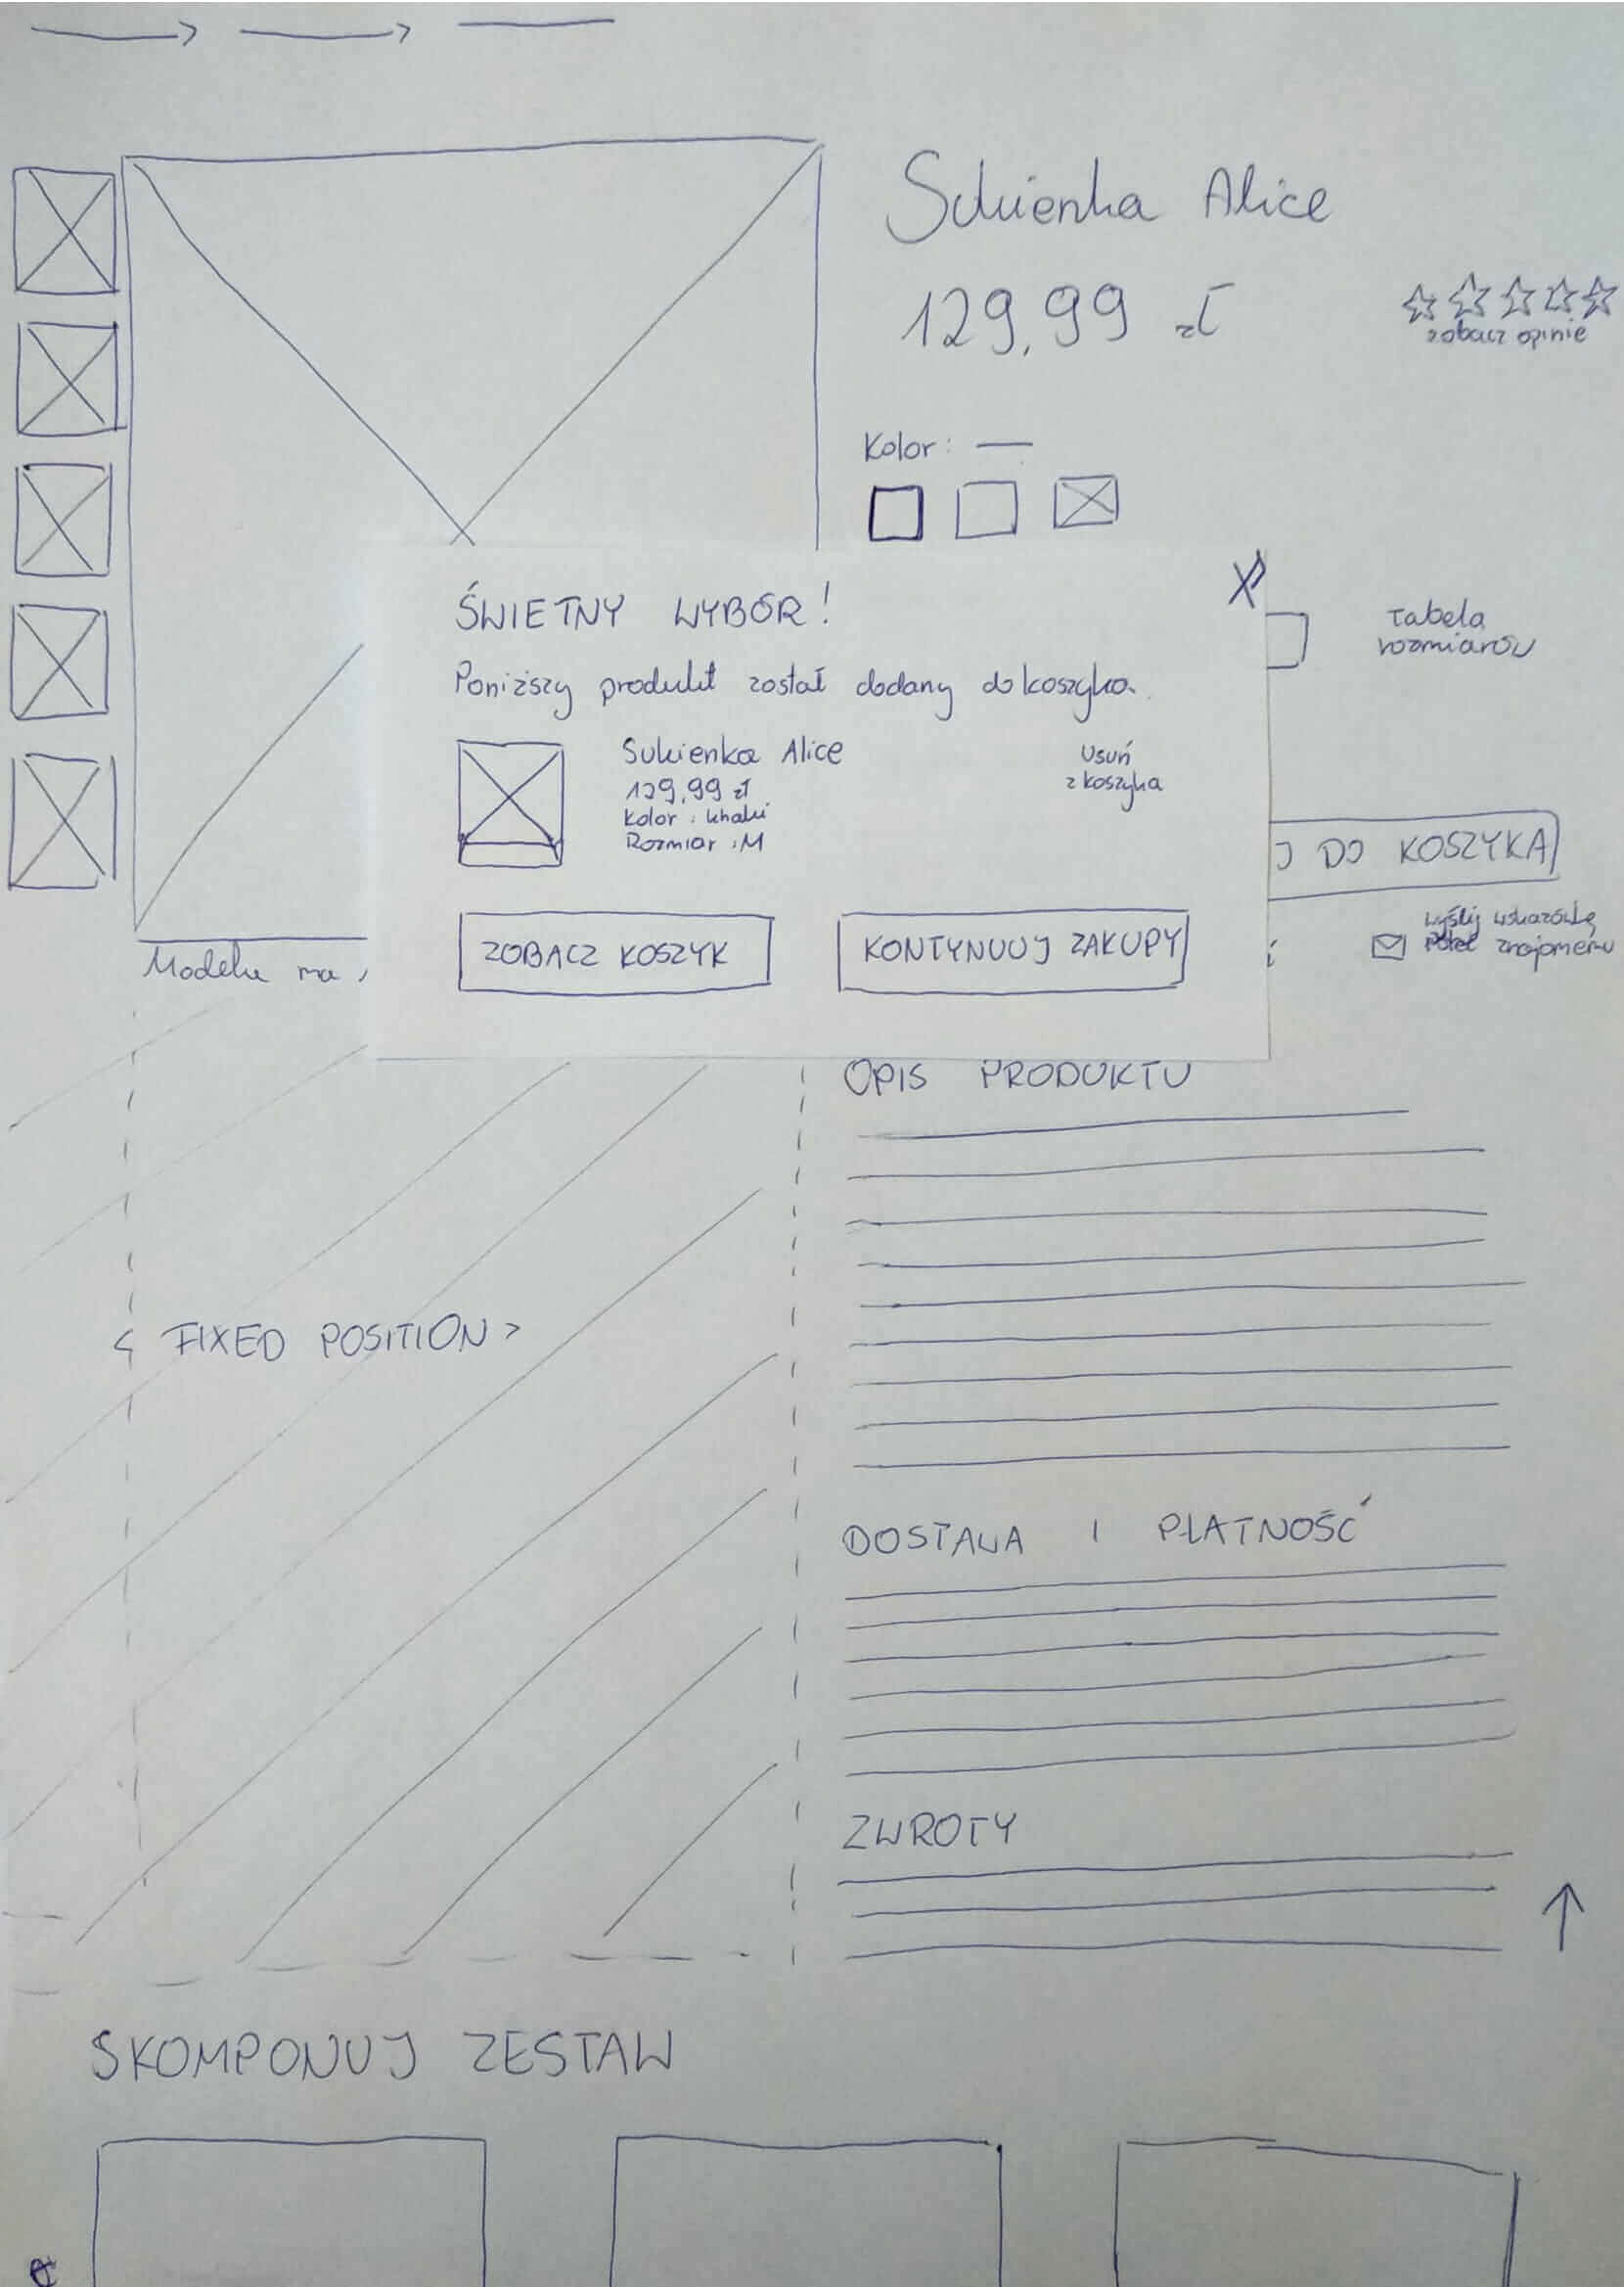 Sukienka Alice
129,99 zł
zobacz opinie
Kolor:
ŚWIETNY WYBÓR!
X
tabela
rozmiarów
Poniższy produkt został dodany do koszyka.
Sukienka Alice
129,99 zł
Kolor: khaki
Rozmiar: M
Usuń
z koszyka
J DO KOSZYKA
ZOBACZ KOSZYK
KONTYNUUJ ZAKUPY
wyślij wskazówkę
znajomemu
Modelka ma
OPIS PRODUKTU
< FIXED POSITION >
DOSTAWA I PŁATNOŚĆ
ZWROTY
SKOMPONUJ ZESTAW